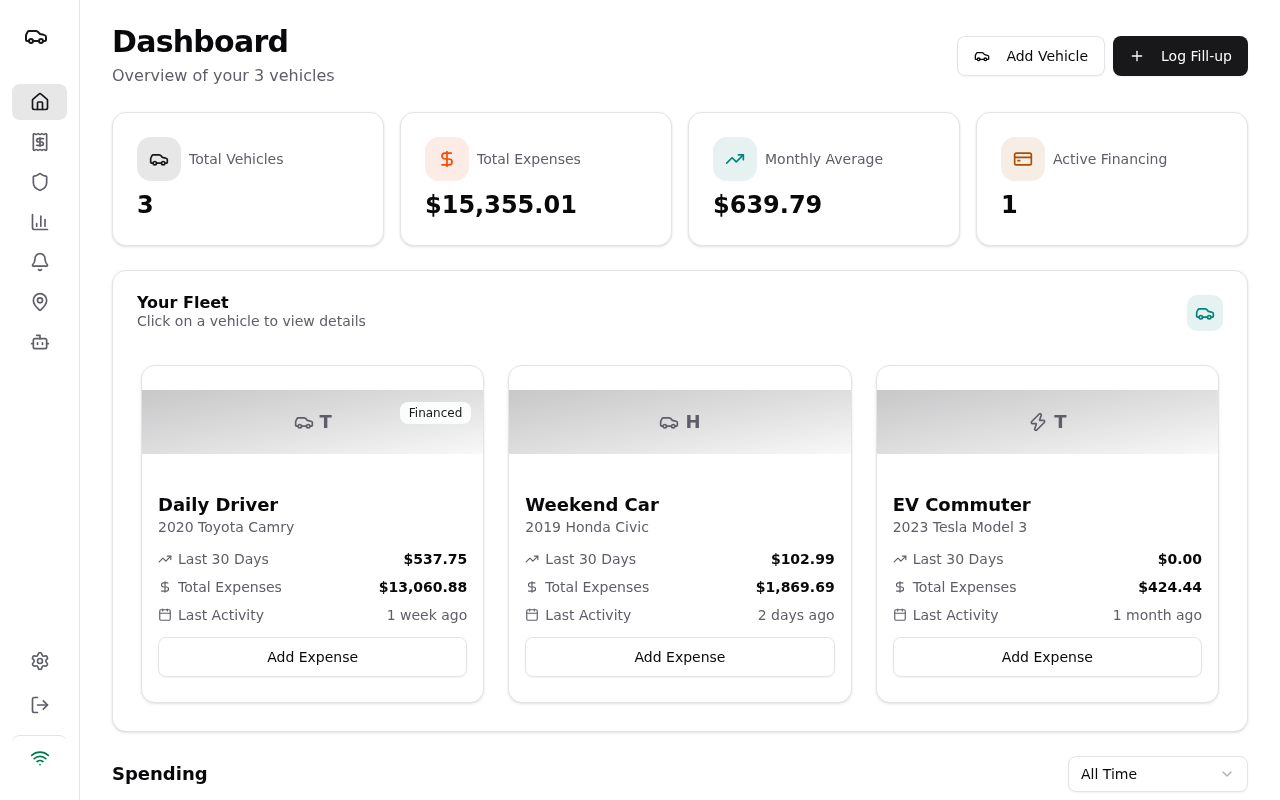 Dashboard
Overview of your 3 vehicles
Add Vehicle
Log Fill-up
Total Vehicles
3
Total Expenses
$15,355.01
Monthly Average
$639.79
Active Financing
1
Your Fleet
Click on a vehicle to view details
T
Financed
Daily Driver
2020 Toyota Camry
Last 30 Days $537.75
Total Expenses $13,060.88
Last Activity 1 week ago
Add Expense
H
Weekend Car
2019 Honda Civic
Last 30 Days $102.99
Total Expenses $1,869.69
Last Activity 2 days ago
Add Expense
T
EV Commuter
2023 Tesla Model 3
Last 30 Days $0.00
Total Expenses $424.44
Last Activity 1 month ago
Add Expense
Spending
All Time